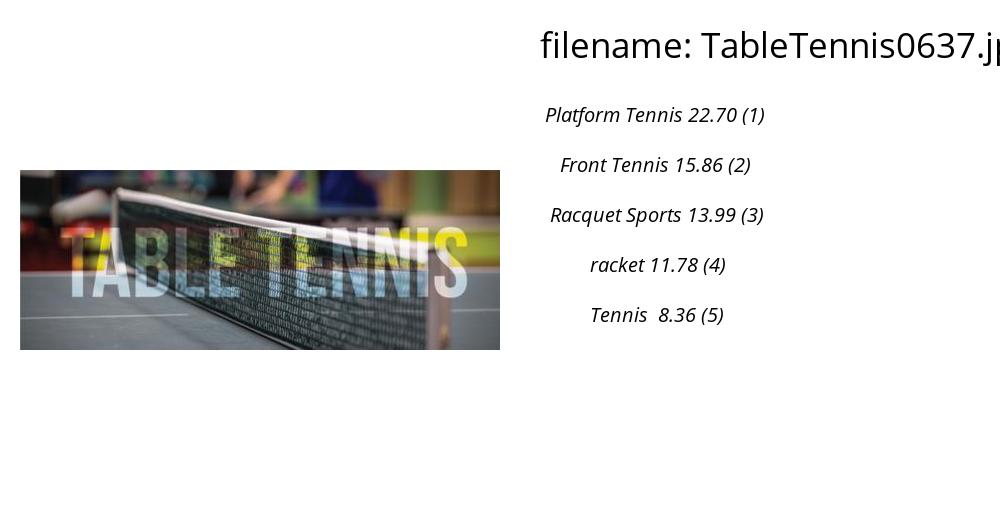 filename: TableTennis0637.jp
Platform Tennis 22.70 (1)
Front Tennis 15.86 (2)
Racquet Sports 13.99 (3)
racket 11.78 (4)
Tennis 8.36 (5)
TABLE TENNIS